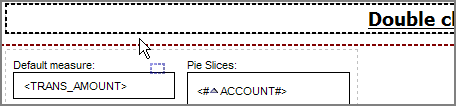 Double cl
Default measure: Pie Slices:
<TRANS_AMOUNT> <#ACCOUNT#>